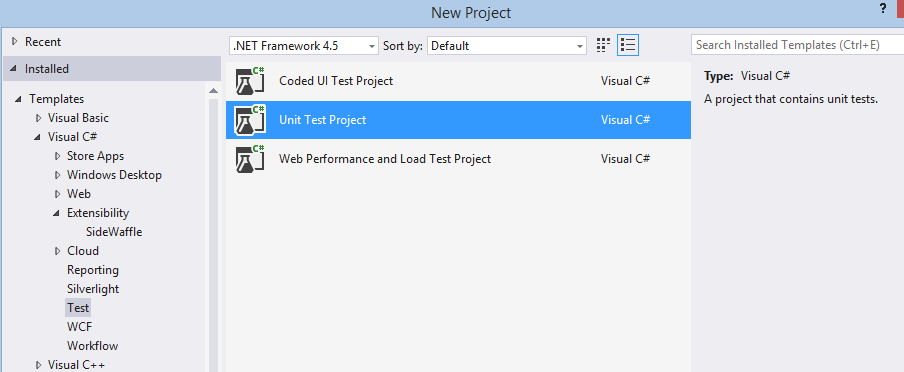 New Project
?
Recent
.NET Framework 4.5
Sort by:
Default
Search Installed Templates (Ctrl+E)
Installed
Templates
Visual Basic
Visual C#
Store Apps
Windows Desktop
Web
Extensibility
SideWaffle
Cloud
Reporting
Silverlight
Test
WCF
Workflow
Visual C++
C#
Coded UI Test Project
Visual C#
C#
Unit Test Project
Visual C#
C#
Web Performance and Load Test Project
Visual C#
Type: Visual C#
A project that contains unit tests.